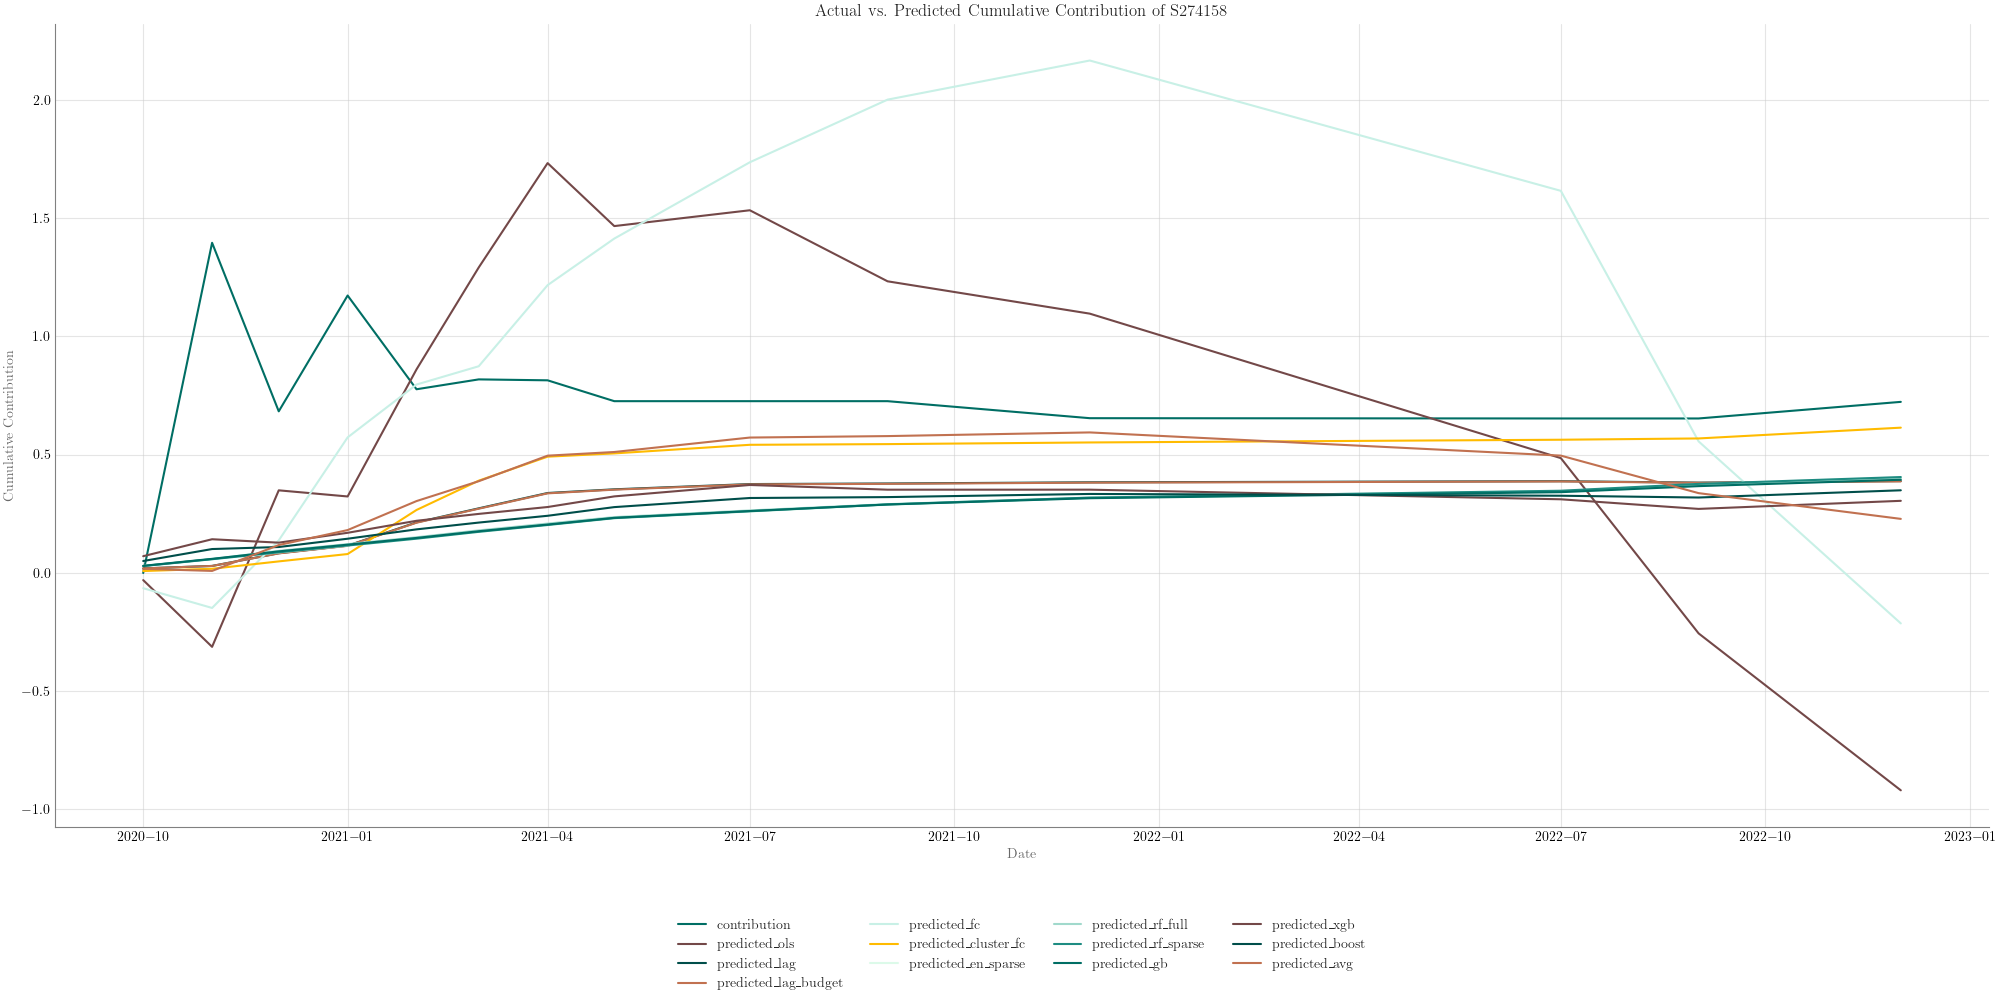 Actual vs. Predicted Cumulative Contribution of S274158
Cumulative Contribution
2.0
1.5
1.0
0.5
0.0
−0.5
−1.0
2020−10 2021−01 2021−04 2021−07 2021−10 2022−01 2022−04 2022−07 2022−10 2023−01
Date
contribution predicted_fc predicted_rf_full predicted_xgb
predicted_ols predicted_cluster_fc predicted_rf_sparse predicted_boost
predicted_lag predicted_en_sparse predicted_gb predicted_avg
predicted_lag_budget